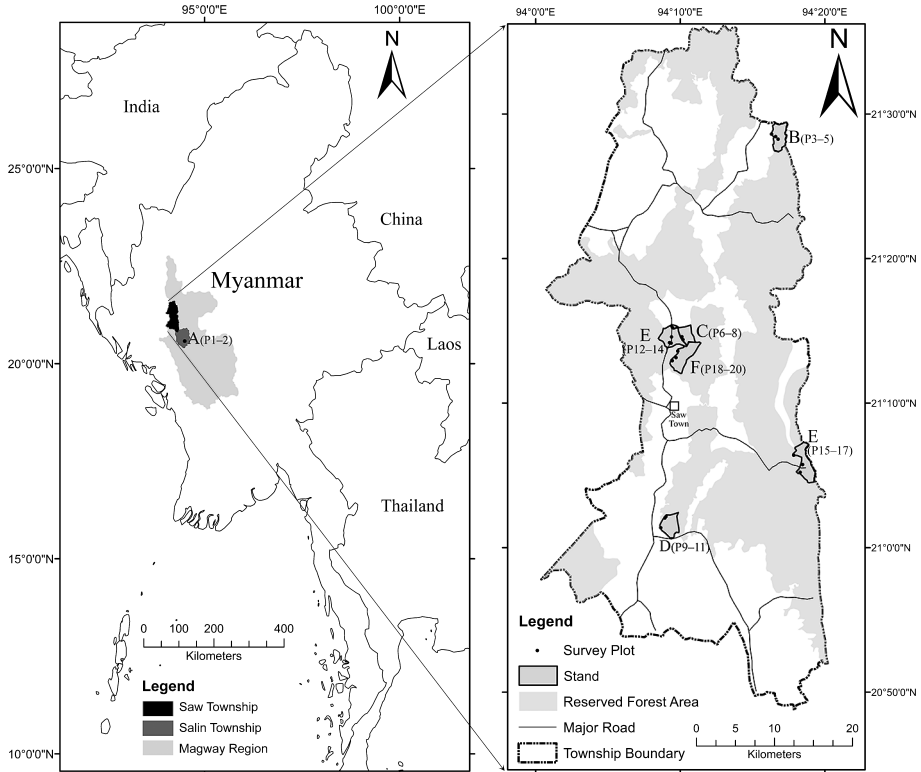 95°0'0"E
100°0'0"E
N
India
25°0'0"N
China
Myanmar
A(P1–2)
Laos
20°0'0"N
Thailand
15°0'0"N
0 100 200 300 400
Kilometers
Legend
Saw Township
Salin Township
Magway Region
10°0'0"N
94°0'0"E
94°10'0"E
94°20'0"E
N
21°30'0"N
B(P3–5)
21°20'0"N
E
(P12–14)
C(P6–8)
F(P18–20)
21°10'0"N
Saw
Town
E
(P15–17)
D(P9–11)
21°0'0"N
Legend
Survey Plot
Stand
Reserved Forest Area
Major Road
Township Boundary
20°50'0"N
0 5 10 15 20
Kilometers